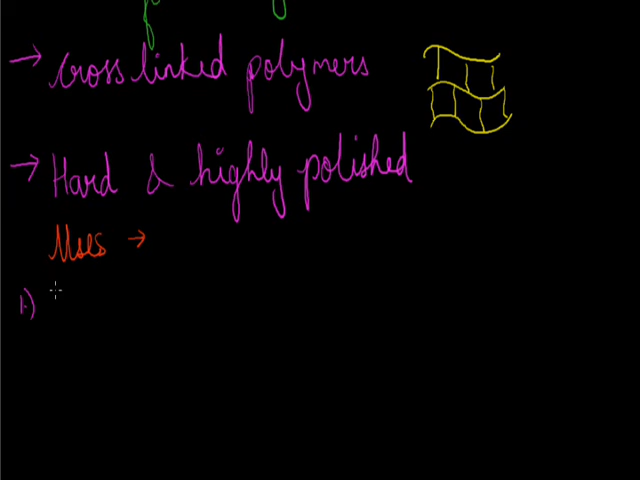 → Cross linked polymers
→ Hard & highly polished
Uses →
1.)